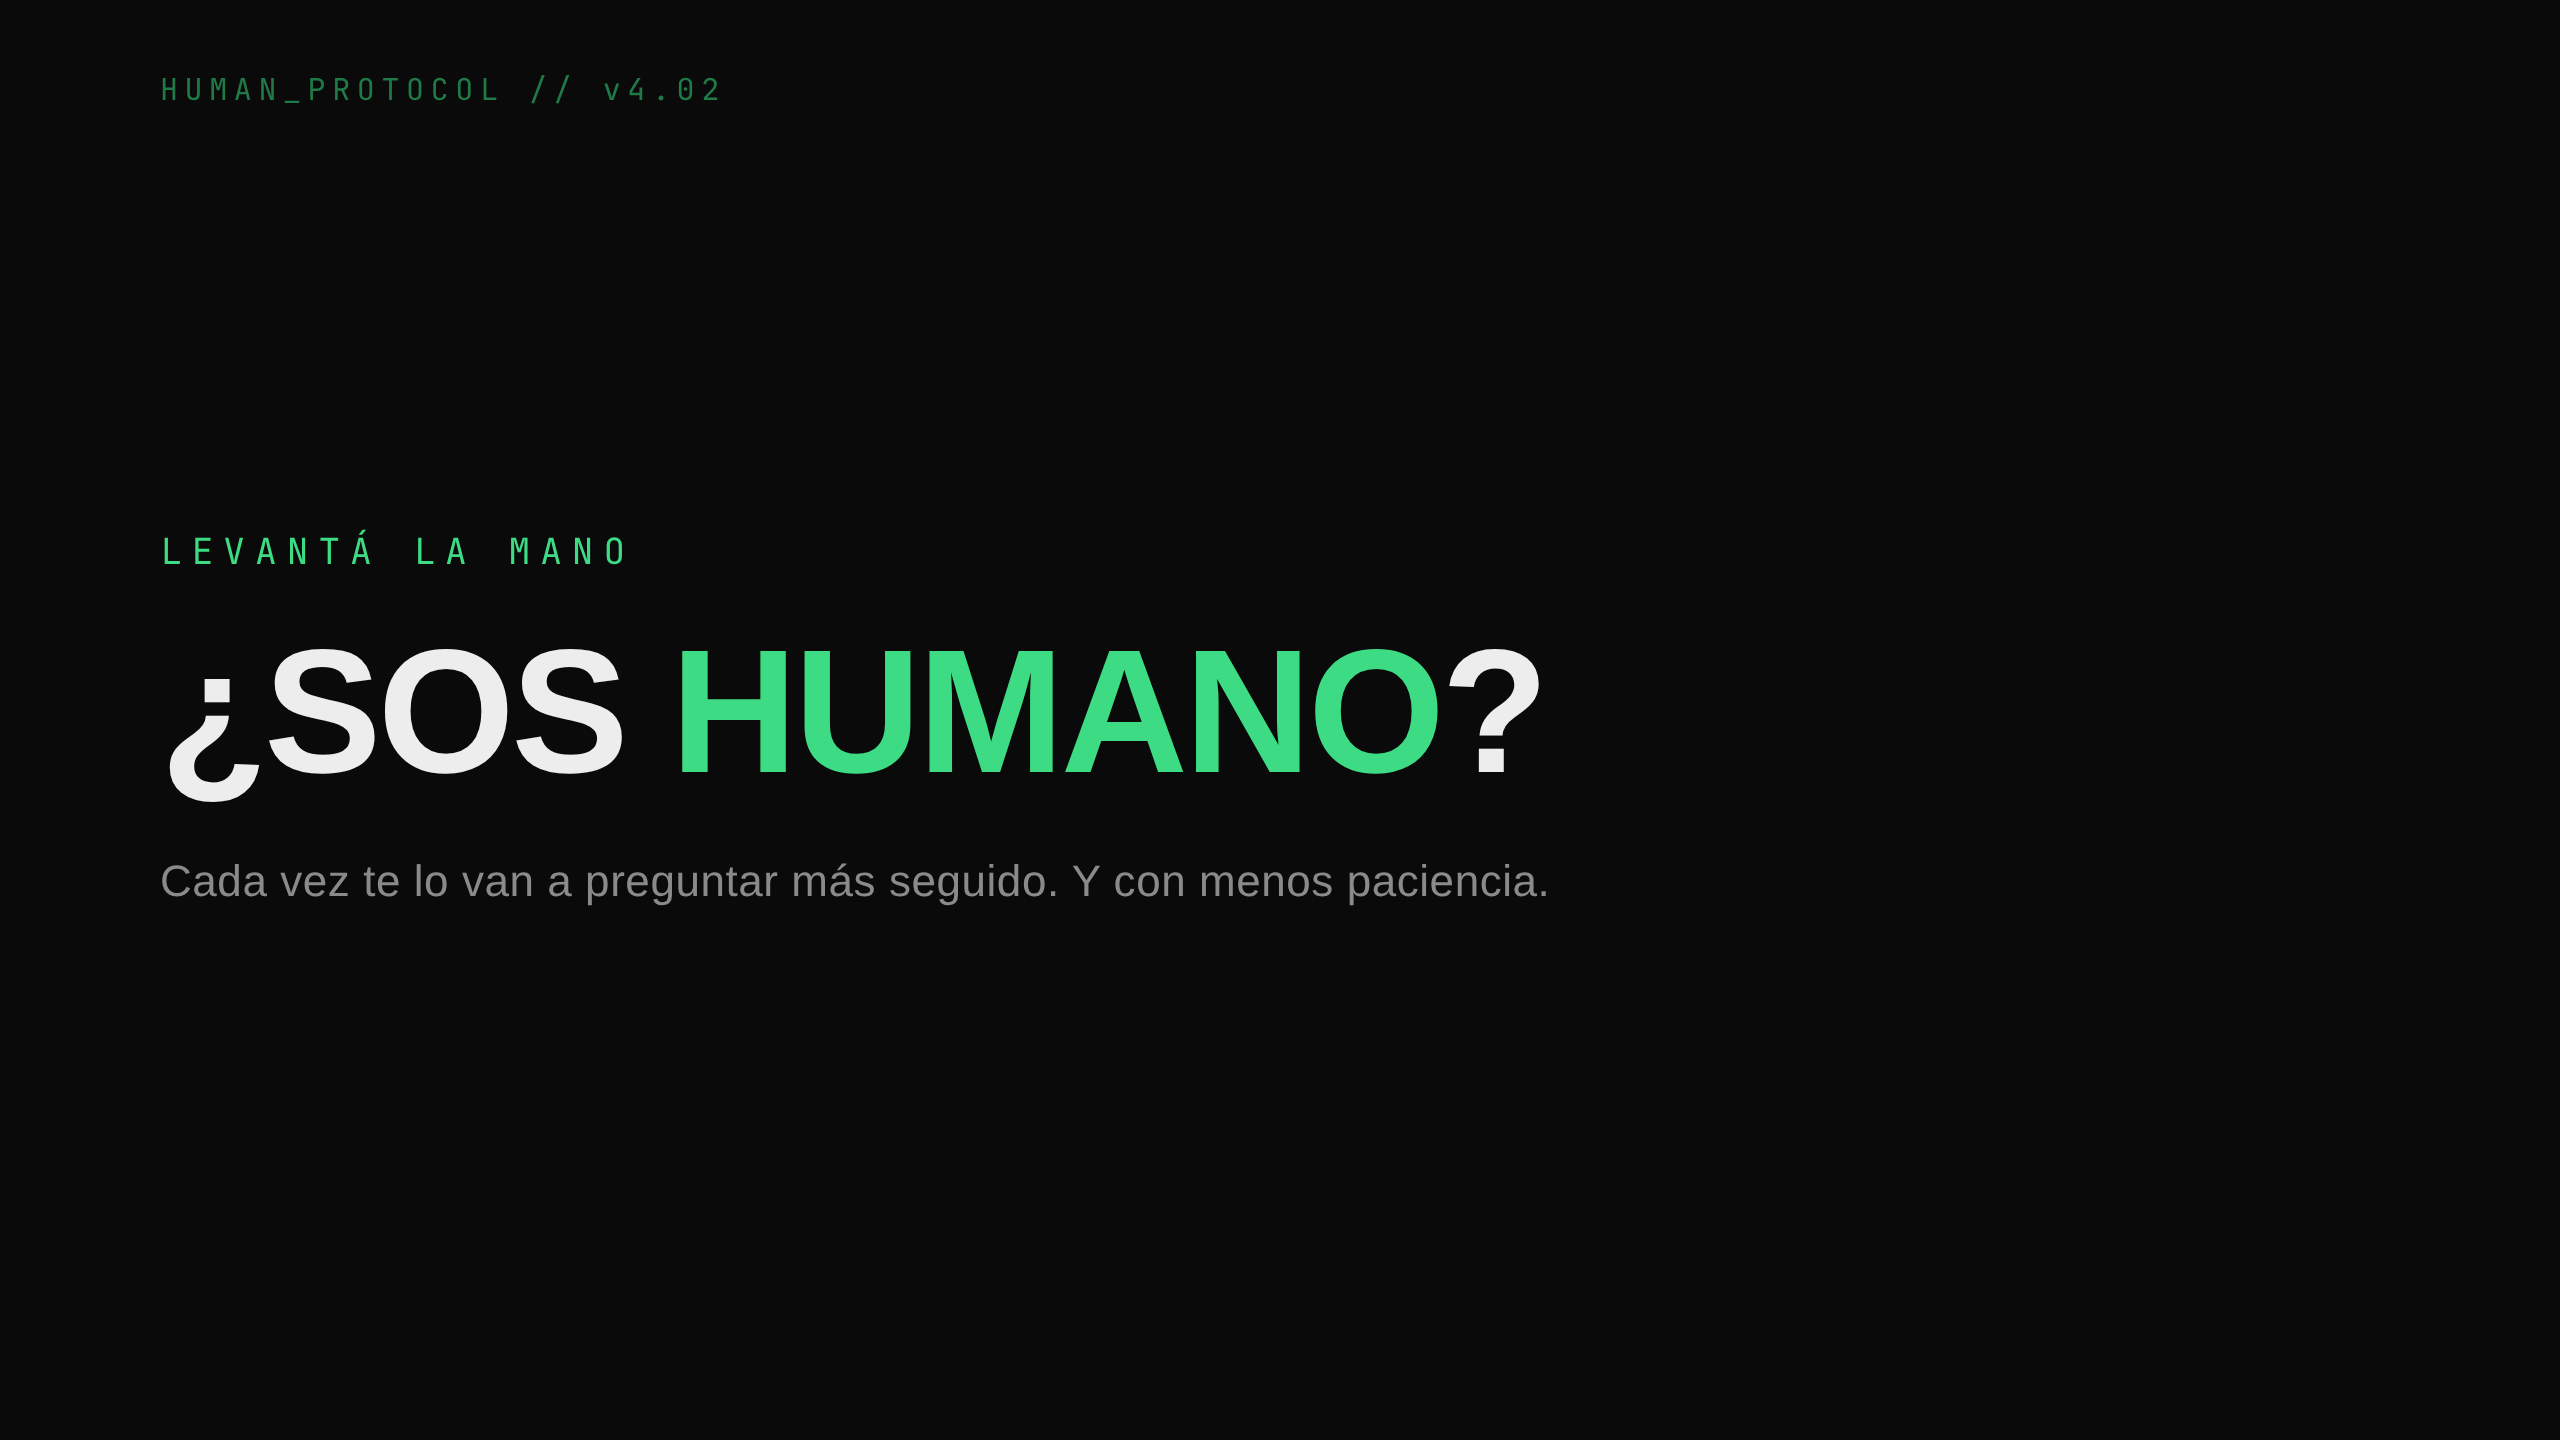 HUMAN_PROTOCOL // v4.02
LEVANTÁ LA MANO
¿SOS HUMANO?
Cada vez te lo van a preguntar más seguido. Y con menos paciencia.